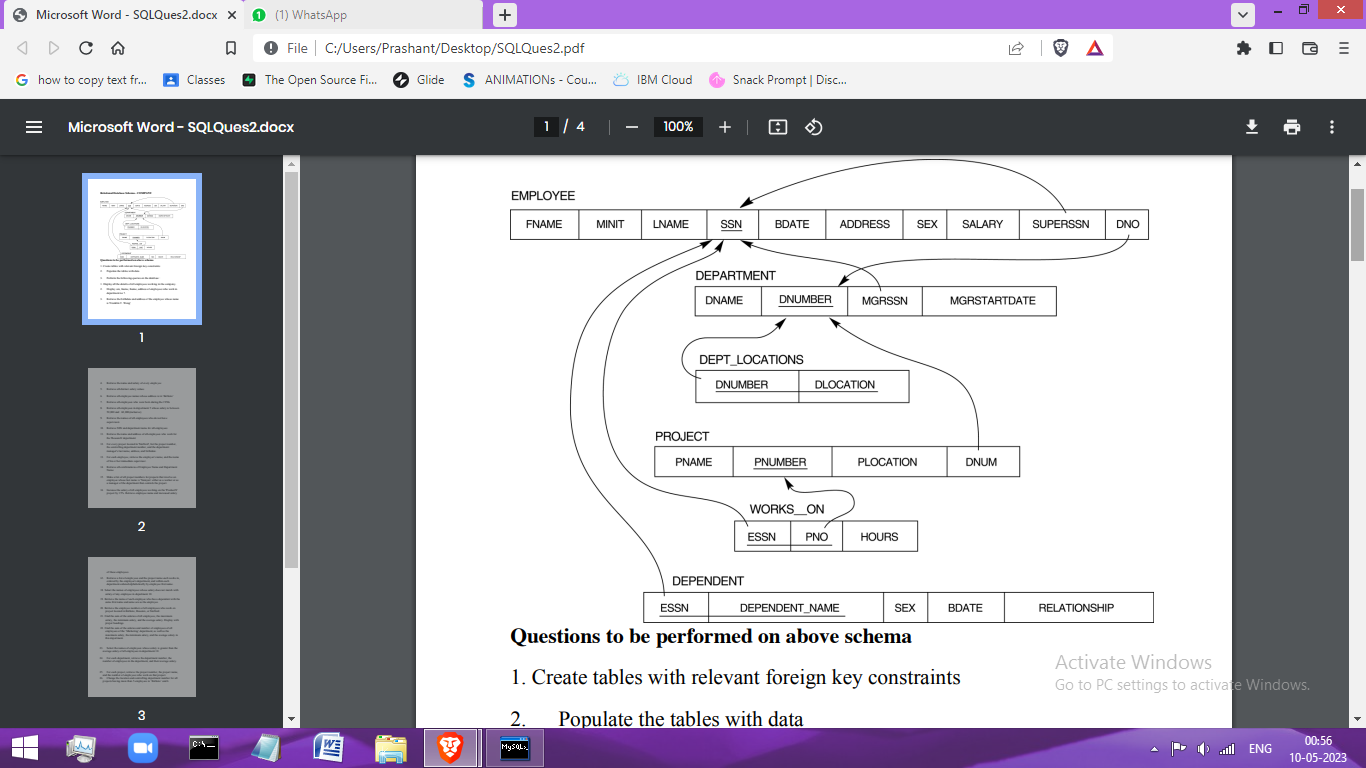 Microsoft Word - SQLQues2.docx
(1) WhatsApp
File C:/Users/Prashant/Desktop/SQLQues2.pdf
how to copy text fr... Classes The Open Source Fi... Glide ANIMATIONs - Cou... IBM Cloud Snack Prompt | Disc...
Microsoft Word - SQLQues2.docx 1 / 4 100%
1
2
3
EMPLOYEE
FNAME MINIT LNAME SSN BDATE ADDRESS SEX SALARY SUPERSSN DNO
DEPARTMENT
DNAME DNUMBER MGRSSN MGRSTARTDATE
DEPT_LOCATIONS
DNUMBER DLOCATION
PROJECT
PNAME PNUMBER PLOCATION DNUM
WORKS__ON
ESSN PNO HOURS
DEPENDENT
ESSN DEPENDENT_NAME SEX BDATE RELATIONSHIP
Questions to be performed on above schema
1. Create tables with relevant foreign key constraints
2. Populate the tables with data
Activate Windows
Go to PC settings to activate Windows.
C:\_
MySQL
ENG
00:56
10-05-2023